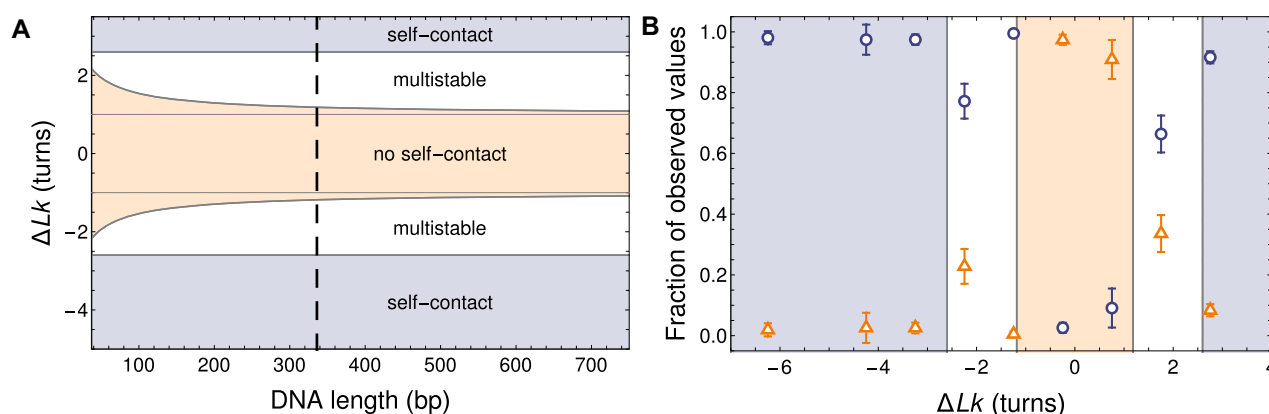 A
self-contact
multistable
no self-contact
multistable
self-contact
2
0
-2
-4
ΔLk (turns)
100 200 300 400 500 600 700
DNA length (bp)
B
1.0
0.8
0.6
0.4
0.2
0.0
Fraction of observed values
-6 -4 -2 0 2 4
ΔLk (turns)